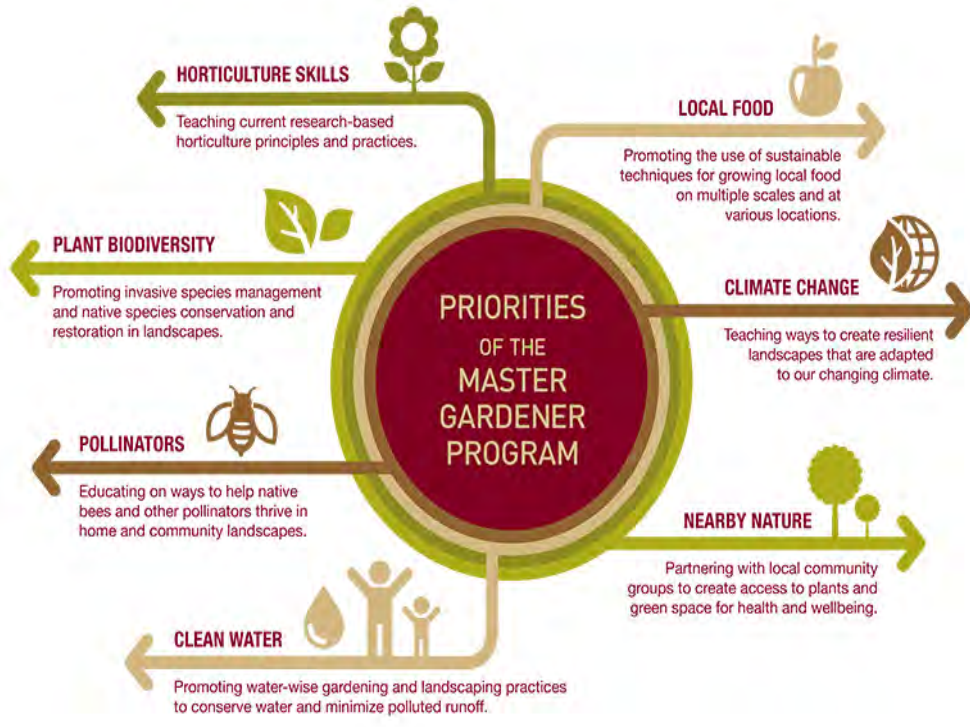 HORTICULTURE SKILLS
Teaching current research-based
horticulture principles and practices.
LOCAL FOOD
Promoting the use of sustainable
techniques for growing local food
on multiple scales and at
various locations.
PLANT BIODIVERSITY
Promoting invasive species management
and native species conservation and
restoration in landscapes.
CLIMATE CHANGE
Teaching ways to create resilient
landscapes that are adapted
to our changing climate.
PRIORITIES
OF THE
MASTER
GARDENER
PROGRAM
POLLINATORS
Educating on ways to help native
bees and other pollinators thrive in
home and community landscapes.
NEARBY NATURE
Partnering with local community
groups to create access to plants and
green space for health and wellbeing.
CLEAN WATER
Promoting water-wise gardening and landscaping practices
to conserve water and minimize polluted runoff.